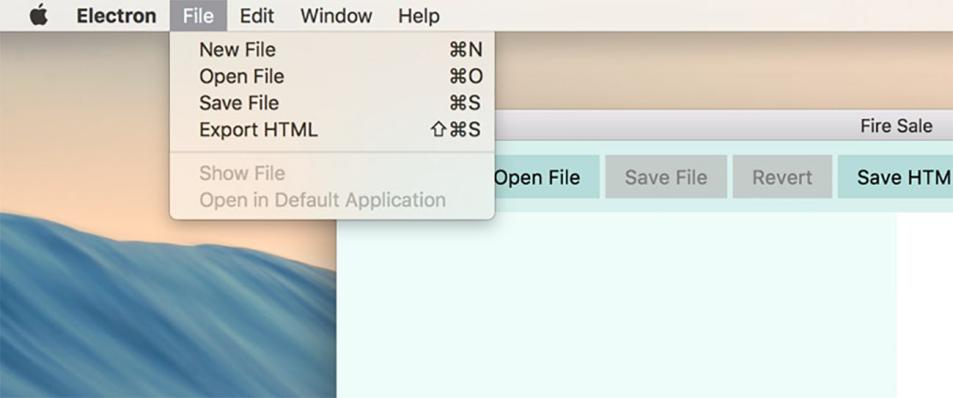 Electron File Edit Window Help
New File ⌘N
Open File ⌘O
Save File ⌘S
Export HTML ⇧⌘S
Show File
Open in Default Application
Fire Sale
Open File Save File Revert Save HTM